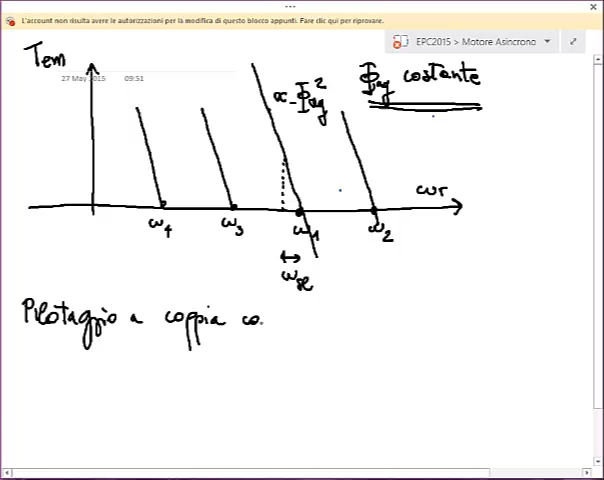 L'account non risulta avere le autorizzazioni per la modifica di questo blocco appunti. Fare clic qui per riprovare.
EPC2015 > Motore Asincrono
Tem
27 May 2015 09:51
α - Φag²
Φag costante
ωr
ω4 ω3 ω1 ω2
ωsl
Pilotaggio a coppia co.